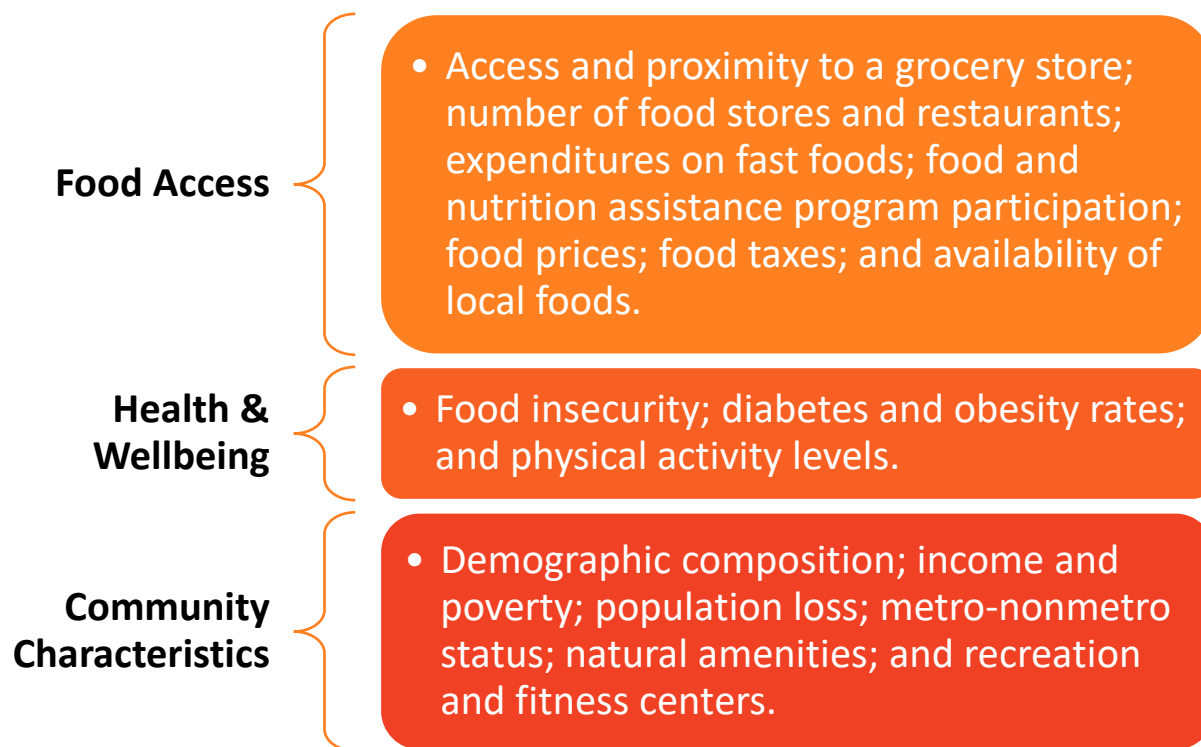 Food Access
• Access and proximity to a grocery store;
number of food stores and restaurants;
expenditures on fast foods; food and
nutrition assistance program participation;
food prices; food taxes; and availability of
local foods.
Health &
Wellbeing
• Food insecurity; diabetes and obesity rates;
and physical activity levels.
Community
Characteristics
• Demographic composition; income and
poverty; population loss; metro-nonmetro
status; natural amenities; and recreation
and fitness centers.